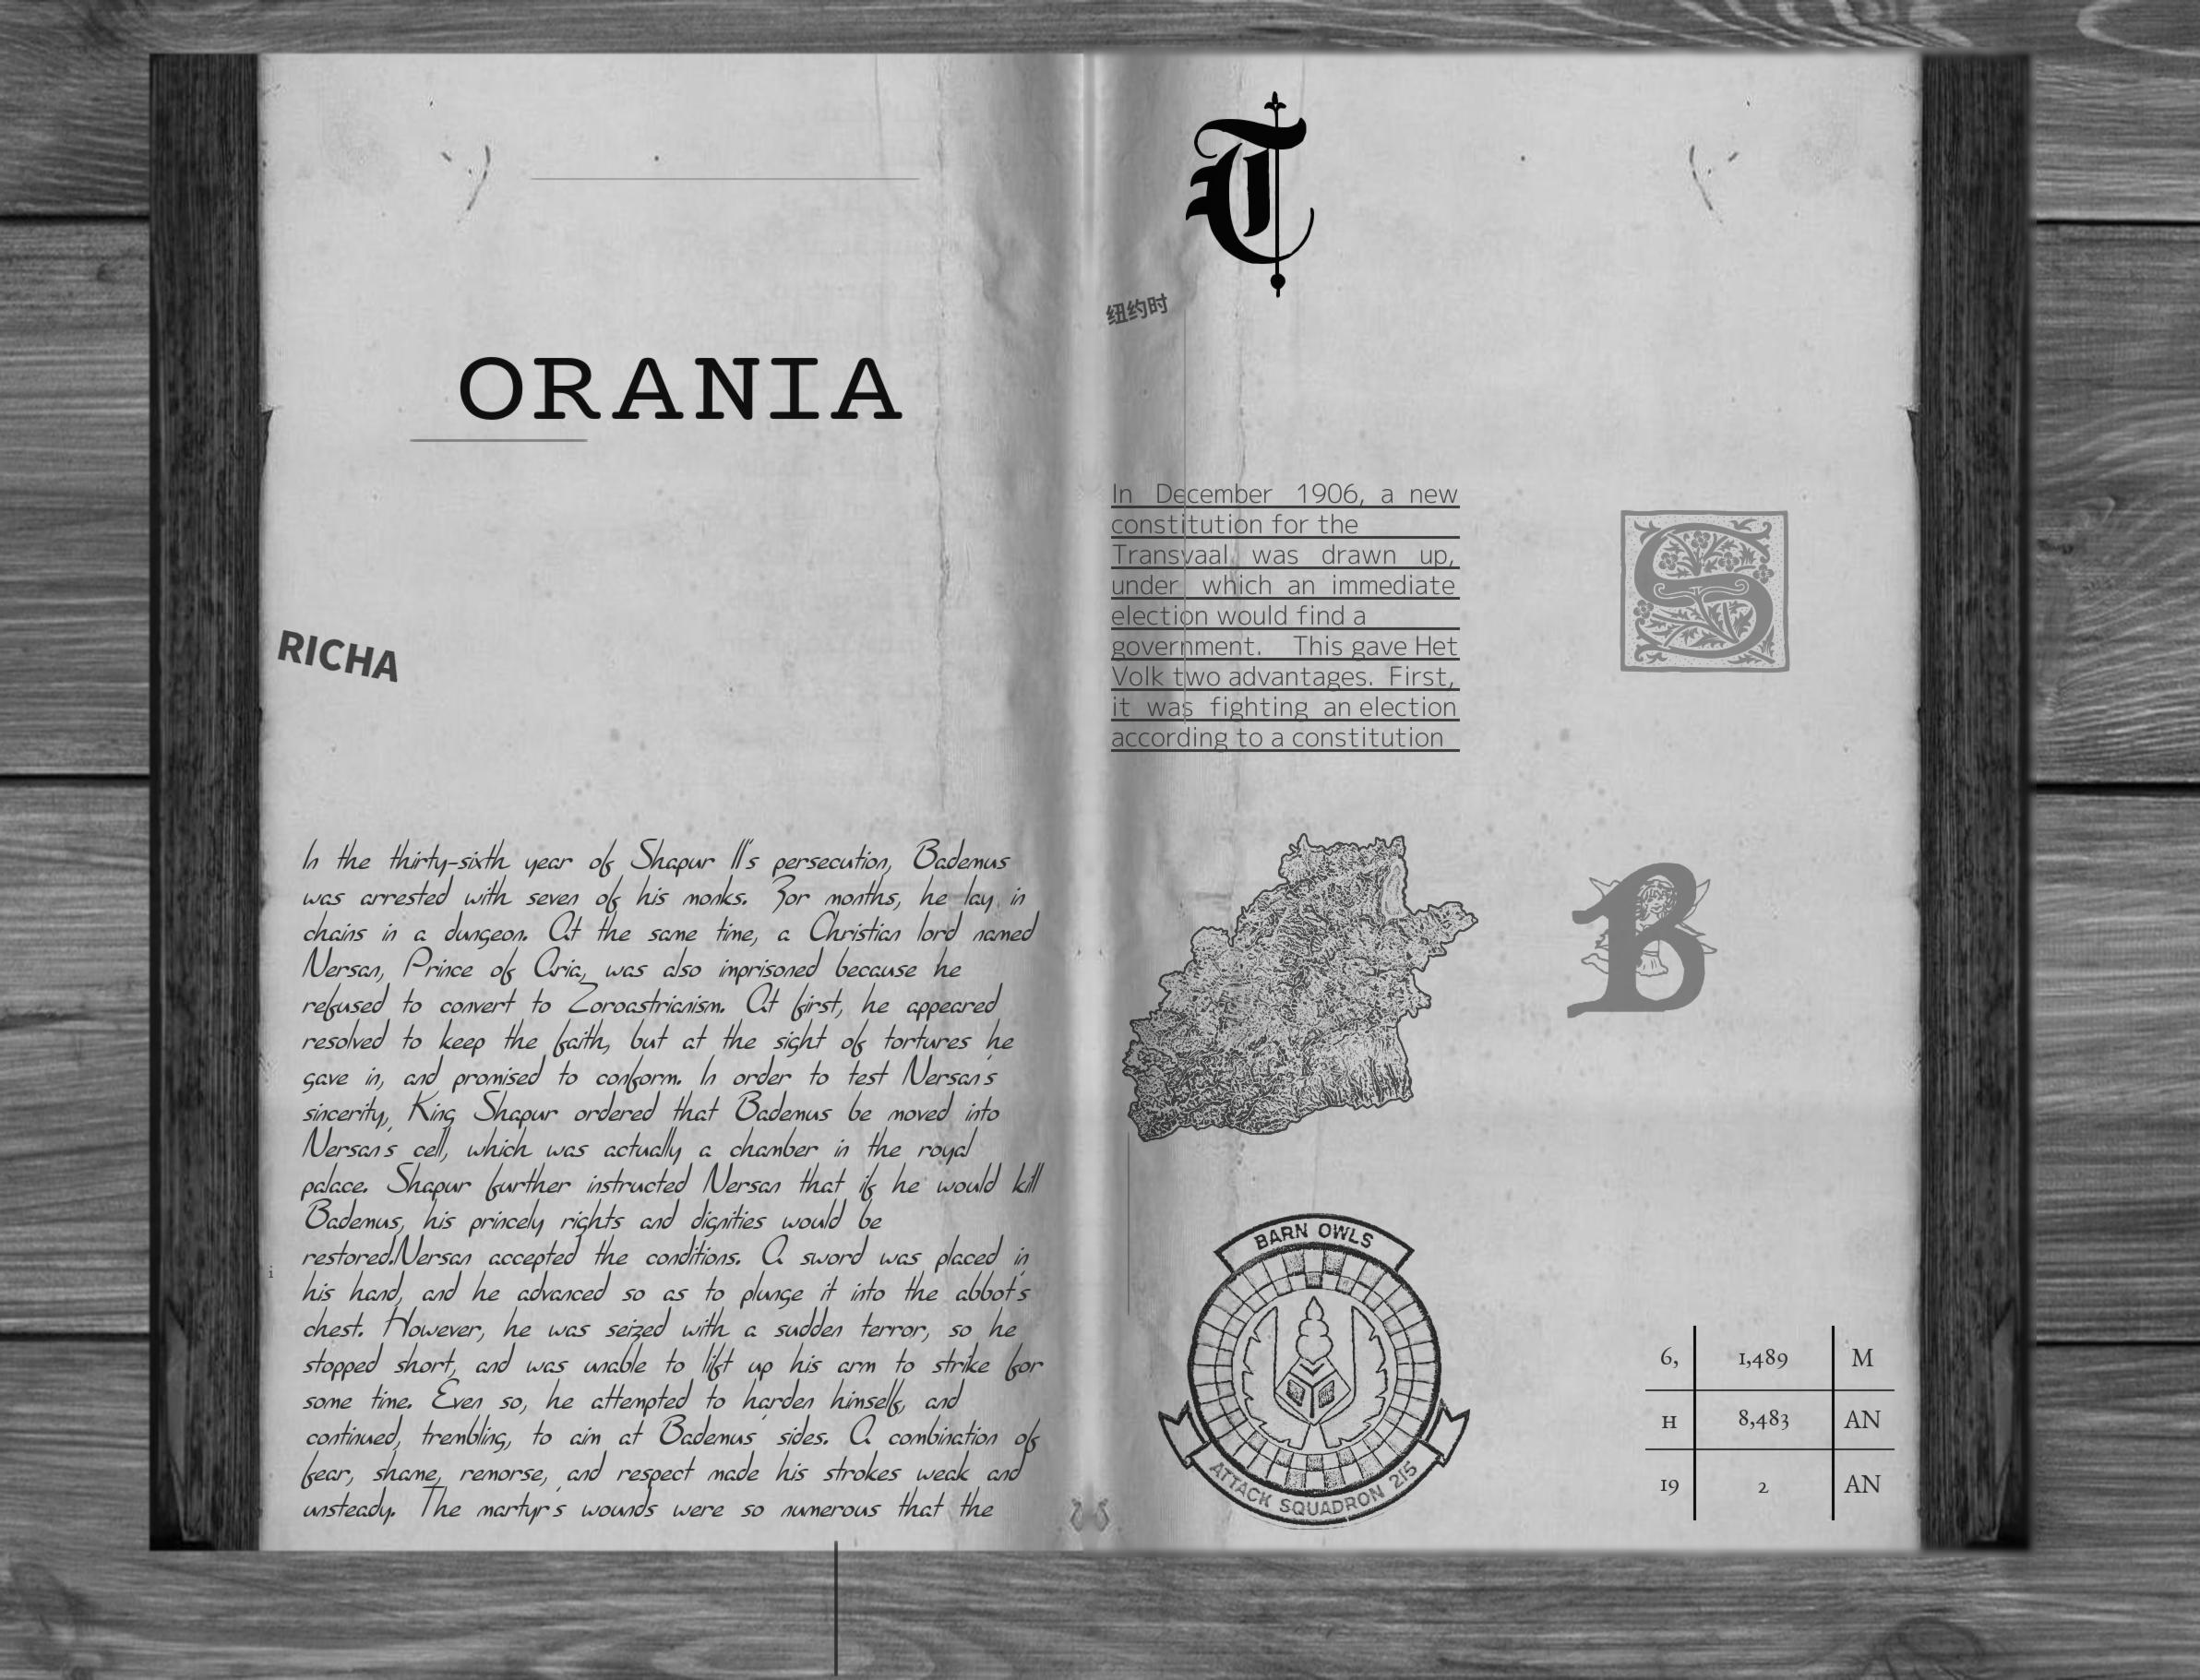 ORANIA
RICHA
In the thirty-sixth year of Shapur II's persecution, Bademus
was arrested with seven of his monks. For months, he lay in
chains in a dungeon. At the same time, a Christian lord named
Nersan, Prince of Aria, was also imprisoned because he
refused to convert to Zoroastrianism. At first, he appeared
resolved to keep the faith, but at the sight of tortures he
gave in, and promised to conform. In order to test Nersan's
sincerity, King Shapur ordered that Bademus be moved into
Nersan's cell, which was actually a chamber in the royal
palace. Shapur further instructed Nersan that if he would kill
Bademus, his princely rights and dignities would be
restored.Nersan accepted the conditions. A sword was placed in
his hand, and he advanced so as to plunge it into the abbot's
chest. However, he was seized with a sudden terror, so he
stopped short, and was unable to lift up his arm to strike for
some time. Even so, he attempted to harden himself, and
continued, trembling, to aim at Bademus' sides. A combination of
fear, shame, remorse, and respect made his strokes weak and
unsteady. The martyr's wounds were so numerous that the
i
T
纽约时
In December 1906, a new
constitution for the
Transvaal was drawn up,
under which an immediate
election would find a
government. This gave Het
Volk two advantages. First,
it was fighting an election
according to a constitution
S
B
BARN OWLS
ATTACK SQUADRON 215
6, 1,489 M
H 8,483 AN
19 2 AN